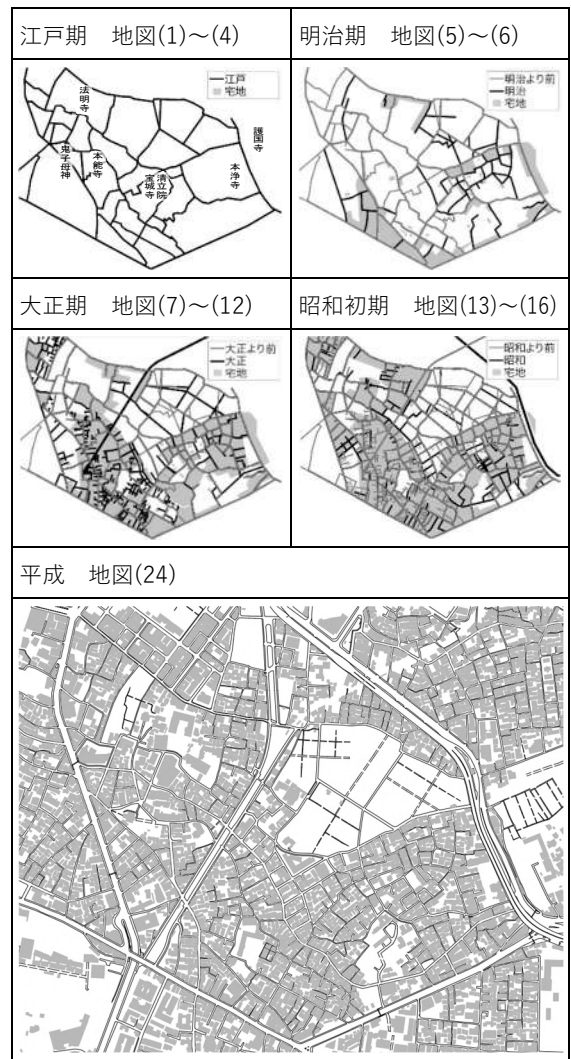 江戸期　地図(1)～(4)
明治期　地図(5)～(6)
江戸
宅地
法明寺
鬼子母神
本能寺
清立院
宝城寺
本浄寺
護国寺
明治より前
明治
宅地
大正期　地図(7)～(12)
昭和初期　地図(13)～(16)
大正より前
大正
宅地
昭和より前
昭和
宅地
平成　地図(24)